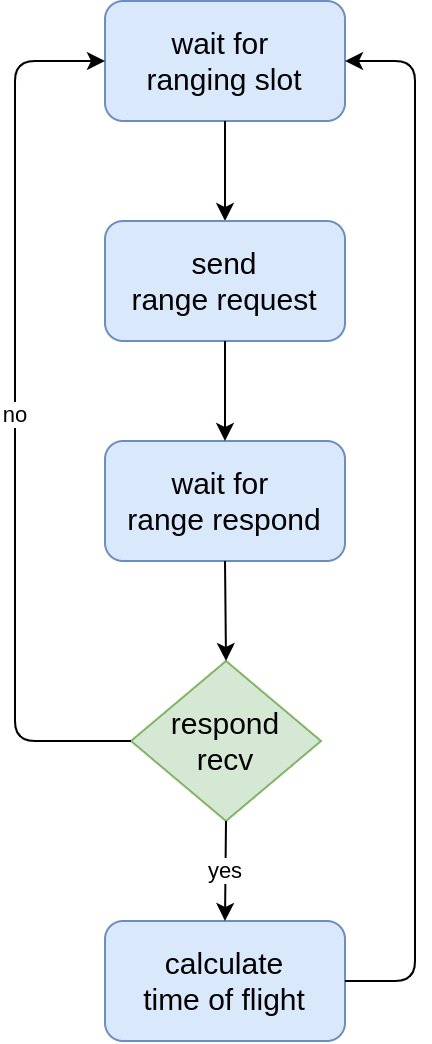 wait for
ranging slot
send
range request
no
wait for
range respond
respond
recv
yes
calculate
time of flight